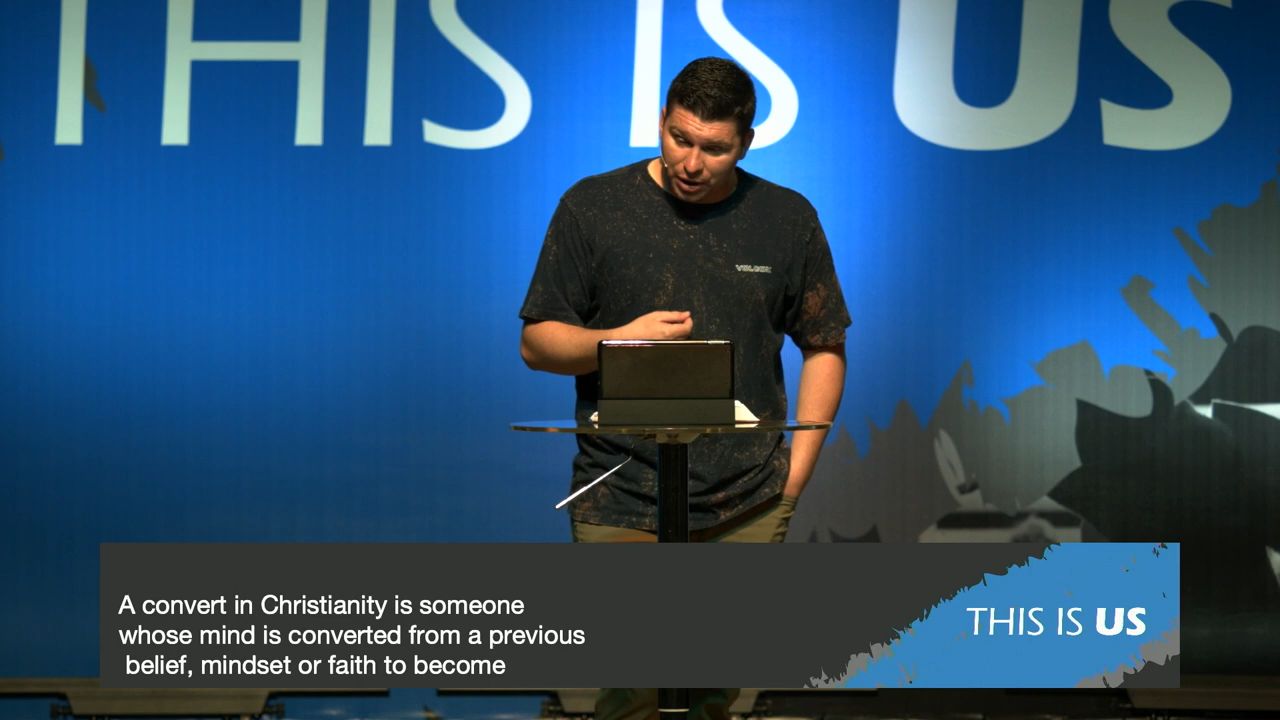 THIS IS US
VOLCOM
A convert in Christianity is someone
whose mind is converted from a previous
belief, mindset or faith to become
THIS IS US